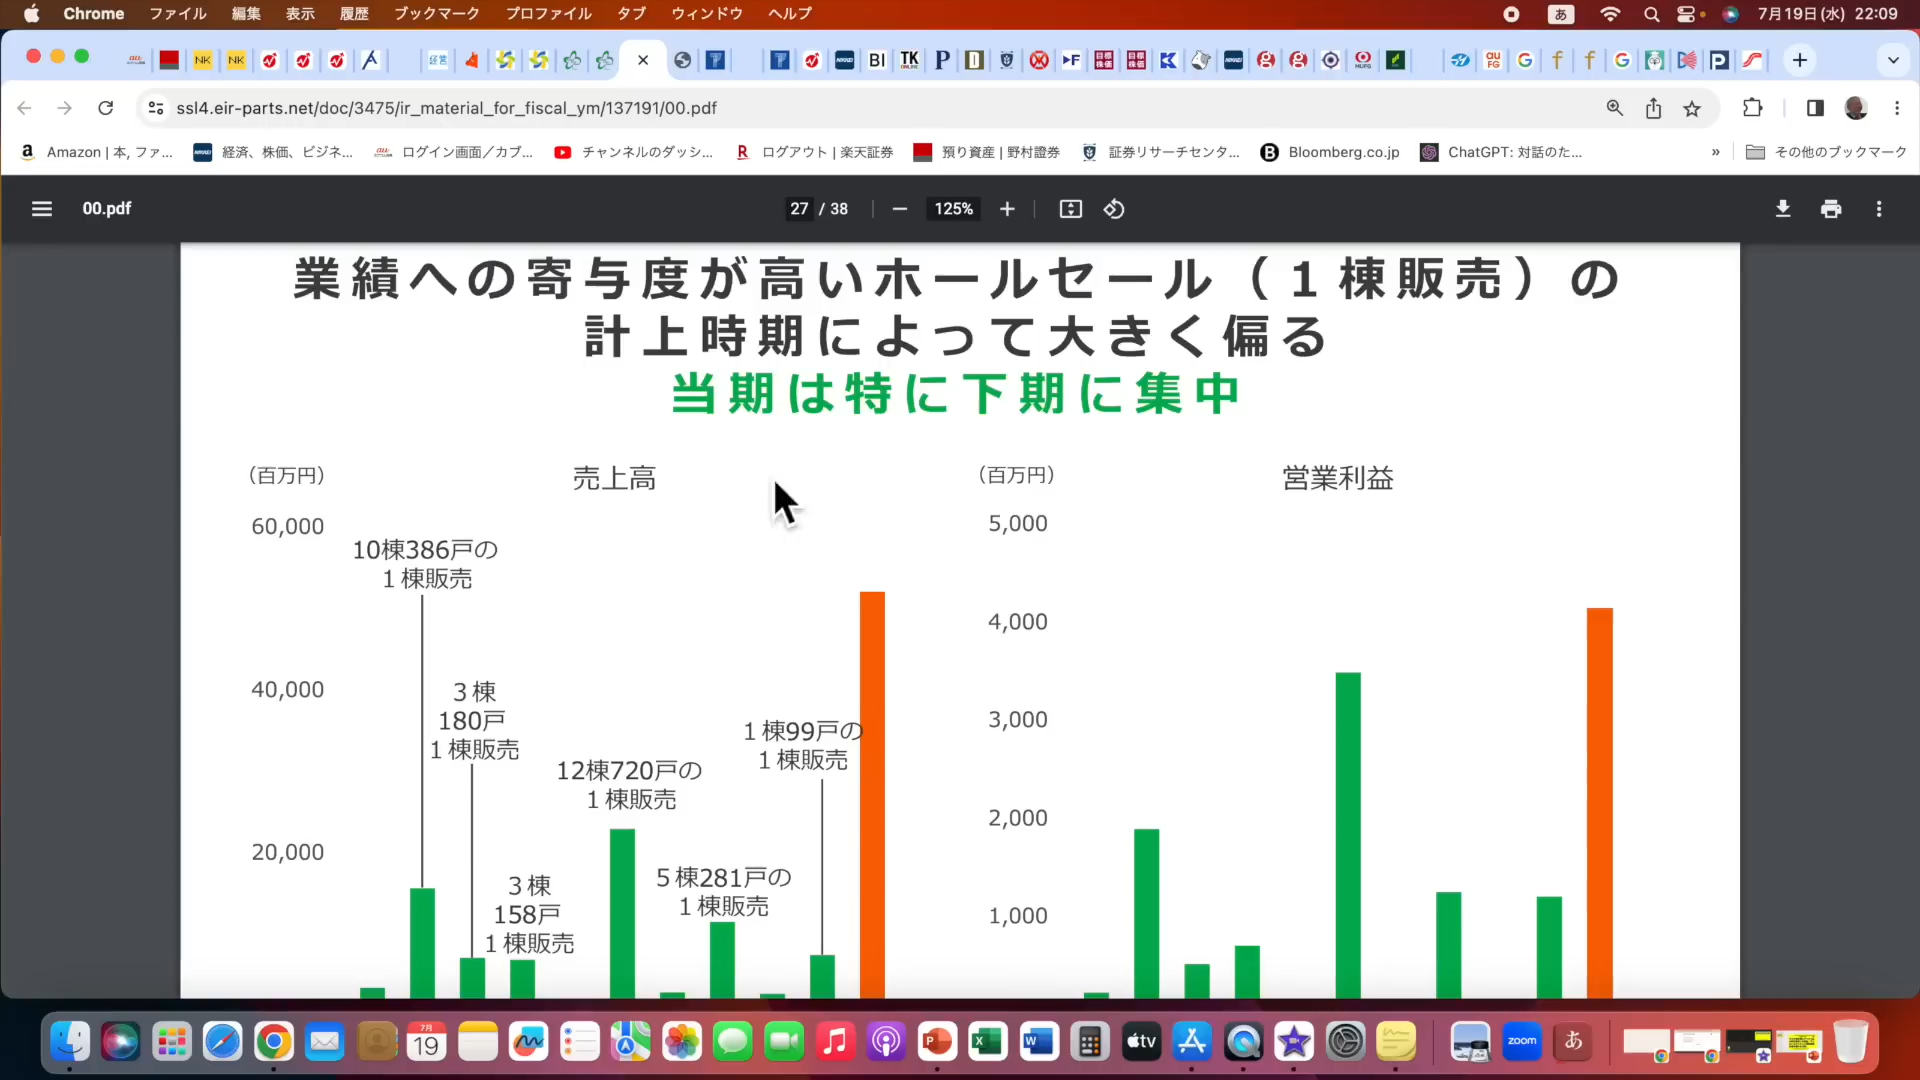 Chrome ファイル 編集 表示 履歴 ブックマーク プロファイル タブ ウィンドウ ヘルプ
あ 7月19日(水) 22:09
ssl4.eir-parts.net/doc/3475/ir_material_for_fiscal_ym/137191/00.pdf
Amazon | 本, ファ... 経済、株価、ビジネ... ログイン画面／カブ... チャンネルのダッシ... ログアウト | 楽天証券 預り資産 | 野村證券 証券リサーチセンタ... Bloomberg.co.jp ChatGPT: 対話のた... » その他のブックマーク
00.pdf 27 / 38 125%
業績への寄与度が高いホールセール（１棟販売）の
計上時期によって大きく偏る
当期は特に下期に集中
（百万円）
売上高
60,000
40,000
20,000
10棟386戸の
１棟販売
３棟
180戸
１棟販売
３棟
158戸
１棟販売
12棟720戸の
１棟販売
５棟281戸の
１棟販売
１棟99戸の
１棟販売
（百万円）
営業利益
5,000
4,000
3,000
2,000
1,000
7月
19
tv
zoom
あ